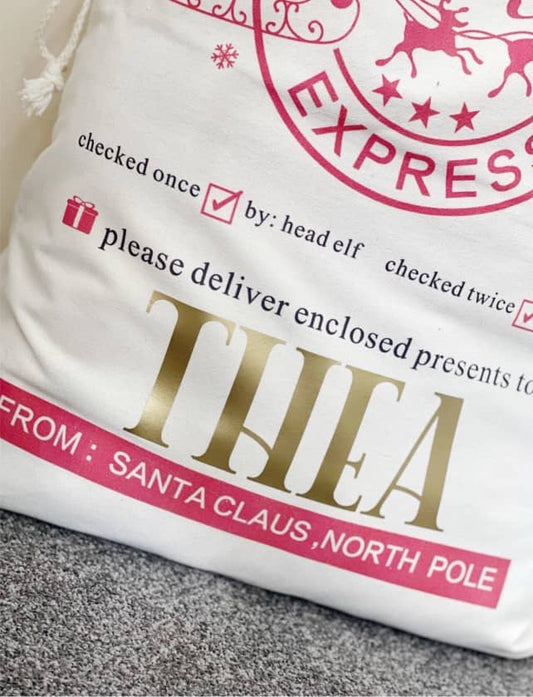 EXPRESS
checked once by: head elf checked twice
please deliver enclosed presents to
THEA
FROM: SANTA CLAUS, NORTH POLE